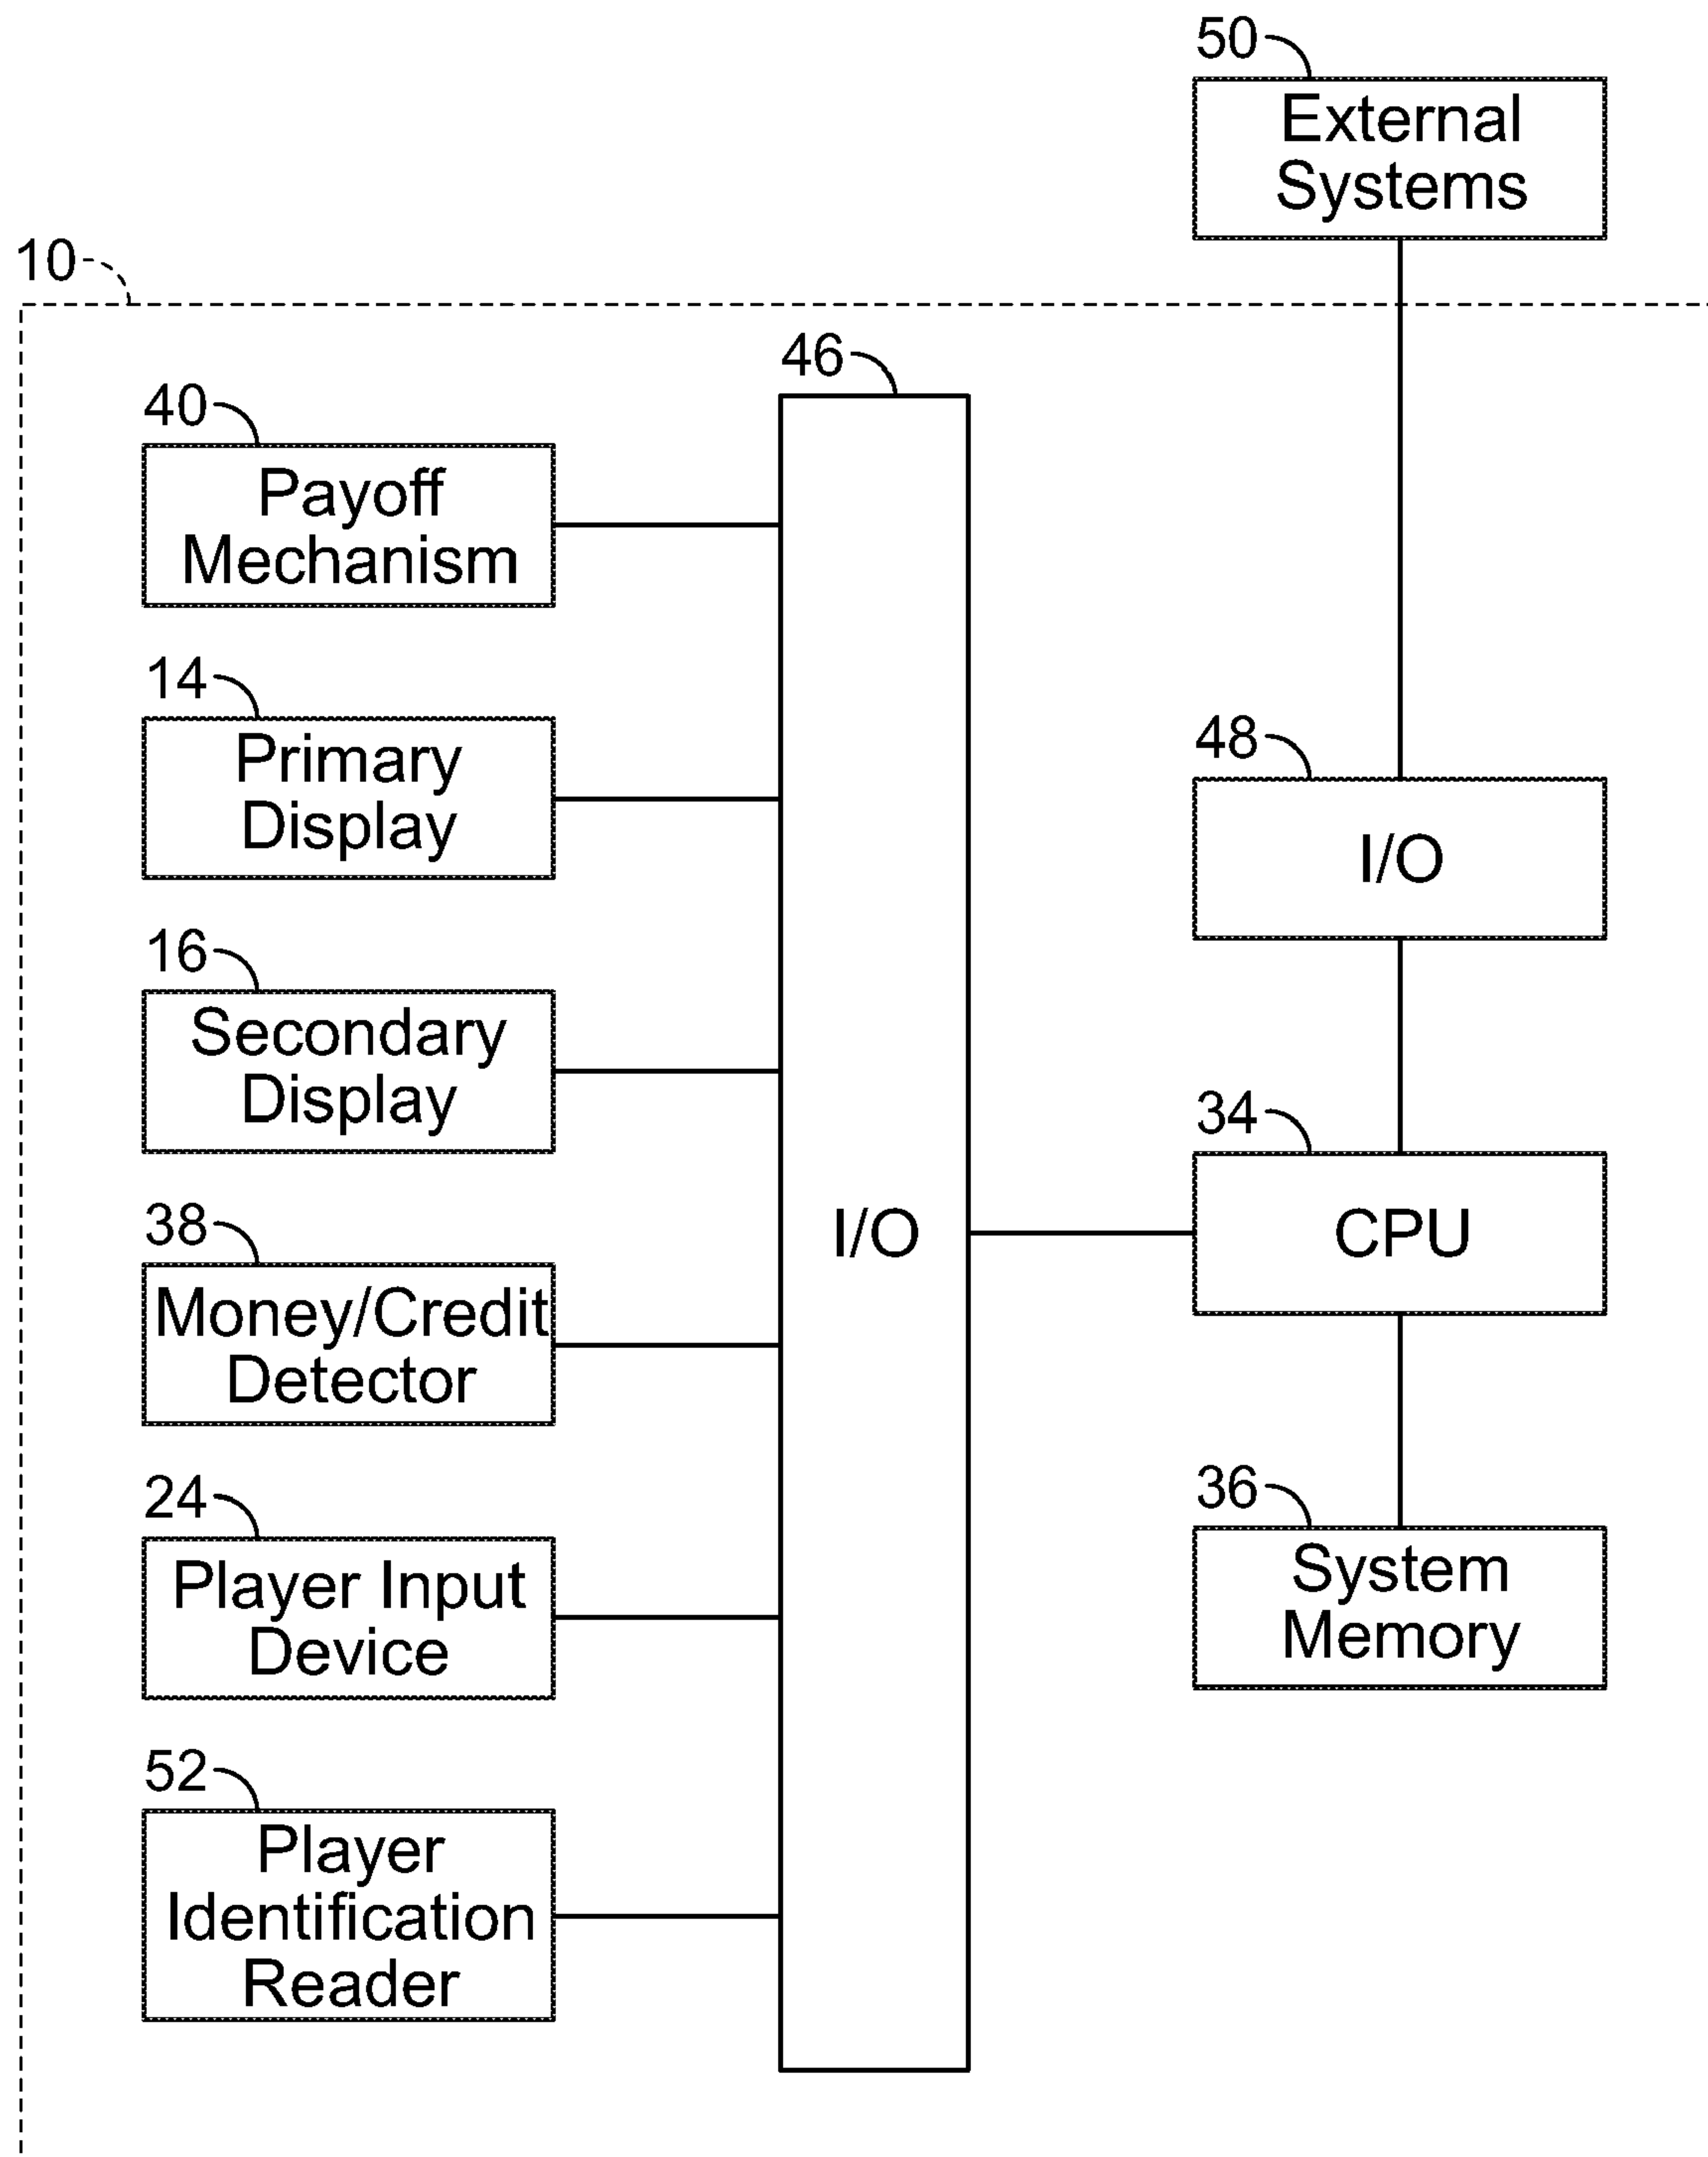 50
External
Systems
10
46
40
Payoff
Mechanism
14
Primary
Display
16
Secondary
Display
38
Money/Credit
Detector
24
Player Input
Device
52
Player
Identification
Reader
I/O
48
I/O
34
CPU
36
System
Memory